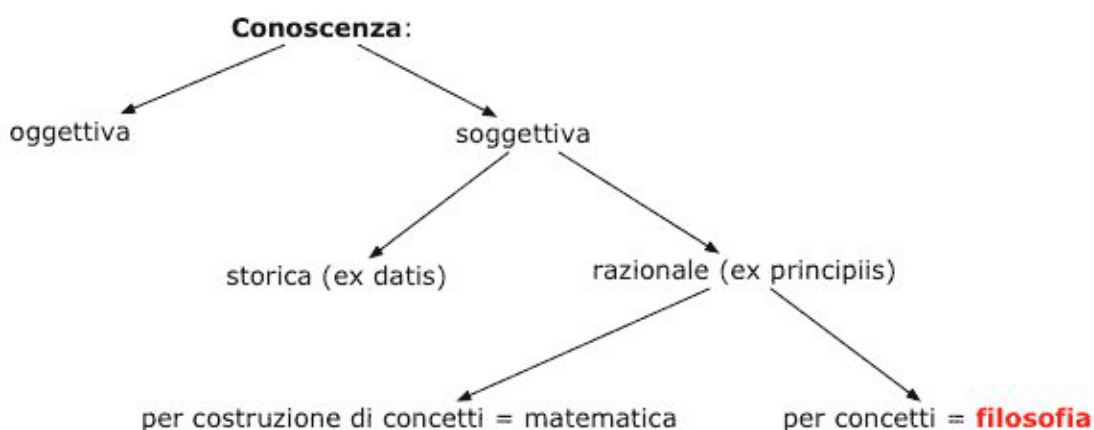 Conoscenza:
oggettiva
soggettiva
storica (ex datis)
razionale (ex principiis)
per costruzione di concetti = matematica
per concetti = filosofia